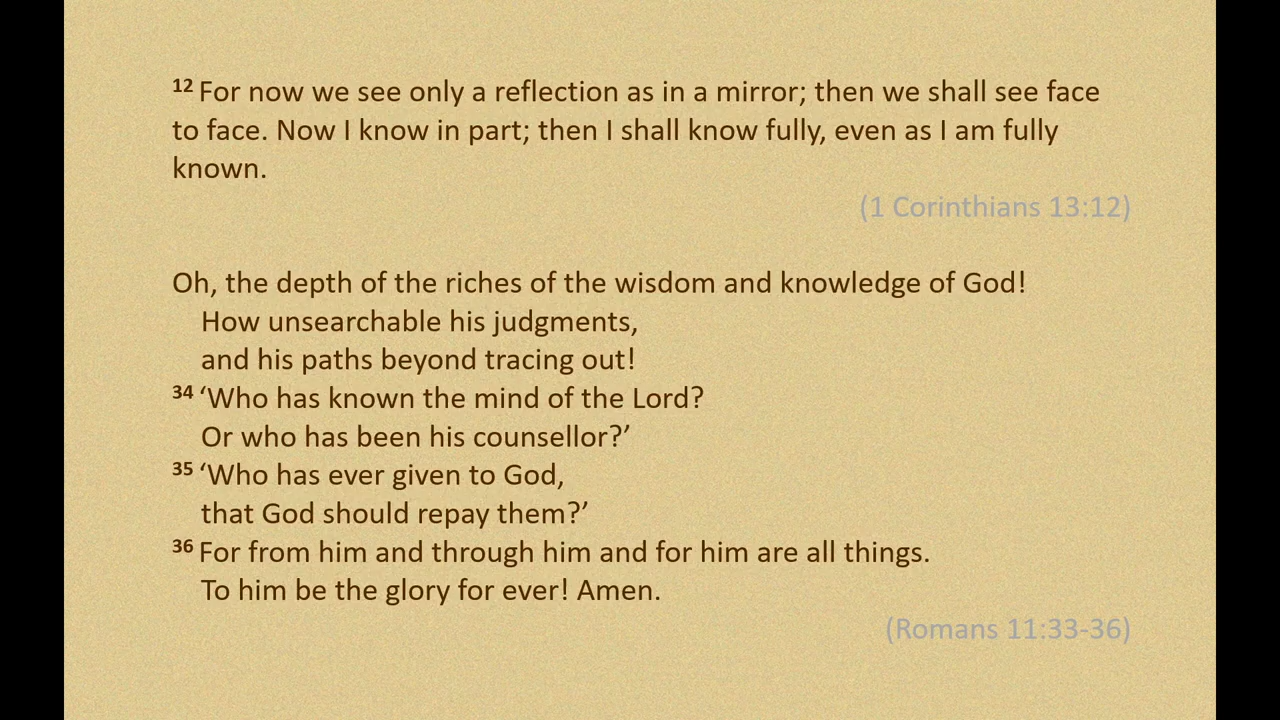 12 For now we see only a reflection as in a mirror; then we shall see face
to face. Now I know in part; then I shall know fully, even as I am fully
known.
(1 Corinthians 13:12)
Oh, the depth of the riches of the wisdom and knowledge of God!
How unsearchable his judgments,
and his paths beyond tracing out!
34 ‘Who has known the mind of the Lord?
Or who has been his counsellor?’
35 ‘Who has ever given to God,
that God should repay them?’
36 For from him and through him and for him are all things.
To him be the glory for ever! Amen.
(Romans 11:33-36)